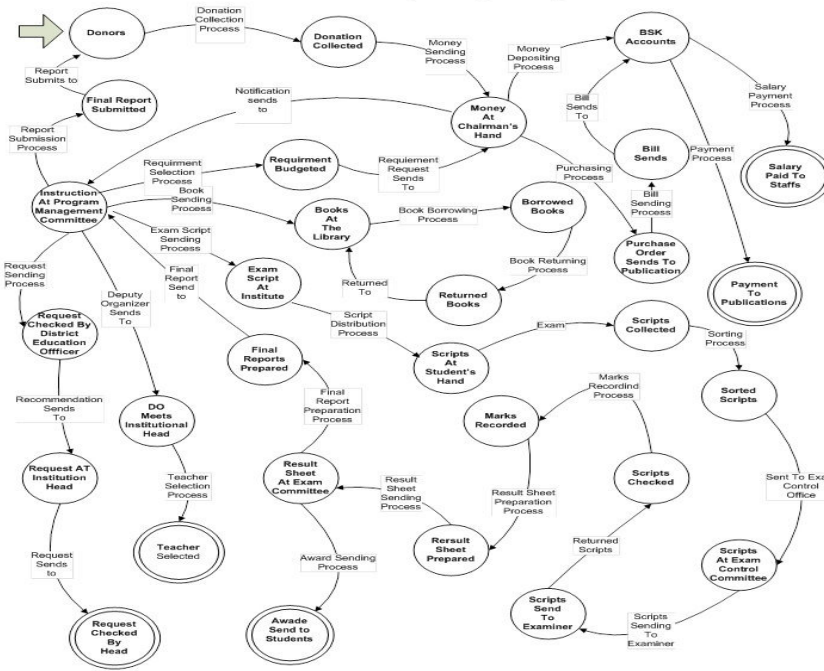 Donation
Collection
Process
Donors
Donation
Collected
Money
Sending
Process
Money
Depositing
Process
BSK
Accounts
Report
Submits to
Final Report
Submitted
Notification
sends
to
Money
At
Chairman's
Hand
Bill
Sends
To
Salary
Payment
Process
Report
Submission
Process
Requirment
Selection
Process
Requirment
Budgeted
Requiement
Request
Sends
To
Purchasing
Process
Bill
Sends
Payment
Process
Salary
Paid To
Staffs
Instruction
At Program
Management
Committee
Book
Sending
Process
Books
At
The
Library
Book Borrowing
Process
Borrowed
Books
Bill
Sending
Process
Exam Script
Sending
Process
Purchase
Order
Sends To
Publication
Request
Sending
Process
Final
Report
Send
to
Exam
Script
At
Institute
Returned
To
Returned
Books
Book Returning
Process
Payment
To
Publications
Deputy
Organizer
Sends
To
Request
Checked By
District
Education
Offficer
Script
Distribution
Process
Exam
Scripts
Collected
Sorting
Process
Final
Reports
Prepared
Scripts
At
Student's
Hand
Marks
Recordind
Process
Sorted
Scripts
Recommendation
Sends
To
DO
Meets
Institutional
Head
Final
Report
Preparation
Process
Marks
Recorded
Request AT
Institution
Head
Teacher
Selection
Process
Result
Sheet
At Exam
Committee
Result
Sheet
Sending
Process
Result Sheet
Preparation
Process
Scripts
Checked
Sent To Exa
Control
Office
Request
Sends
to
Teacher
Selected
Award Sending
Process
Rersult
Sheet
Prepared
Returned
Scripts
Scripts
At Exam
Control
Committee
Request
Checked
By
Head
Awade
Send to
Students
Scripts
Send
To
Examiner
Scripts
Sending
To
Examiner